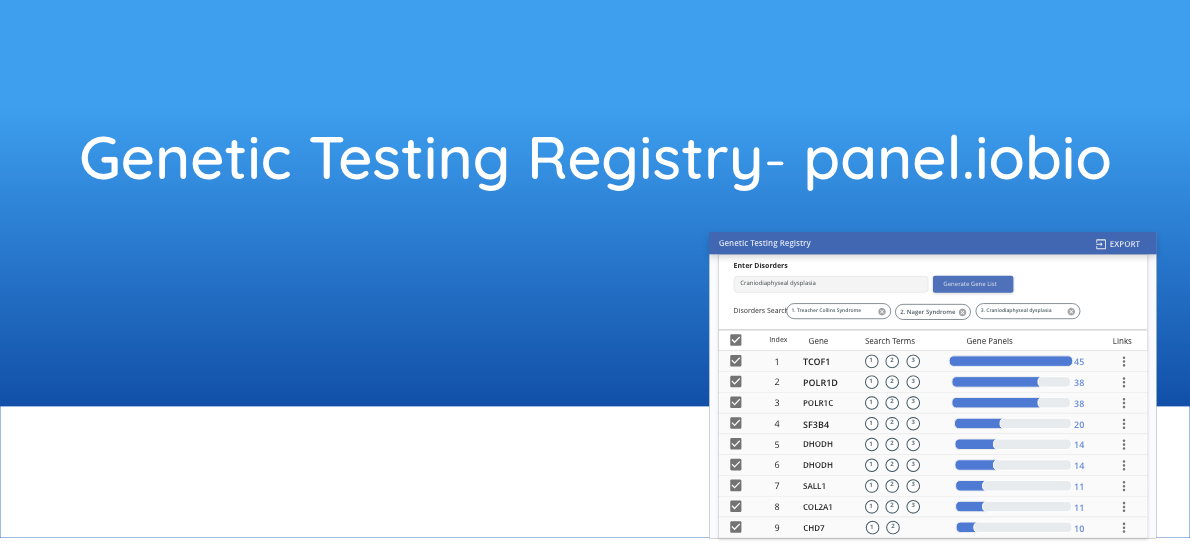 Genetic Testing Registry- panel.iobio
Genetic Testing Registry EXPORT
Enter Disorders
Craniodiaphyseal dysplasia Generate Gene List
Disorders Search 1. Treacher Collins Syndrome 2. Nager Syndrome 3. Craniodiaphyseal dysplasia
Index Gene Search Terms Gene Panels Links
1 TCOF1 1 2 3 45
2 POLR1D 1 2 3 38
3 POLR1C 1 2 3 38
4 SF3B4 1 2 3 20
5 DHODH 1 2 3 14
6 DHODH 1 2 3 14
7 SALL1 1 2 3 11
8 COL2A1 1 2 3 11
9 CHD7 1 2 10